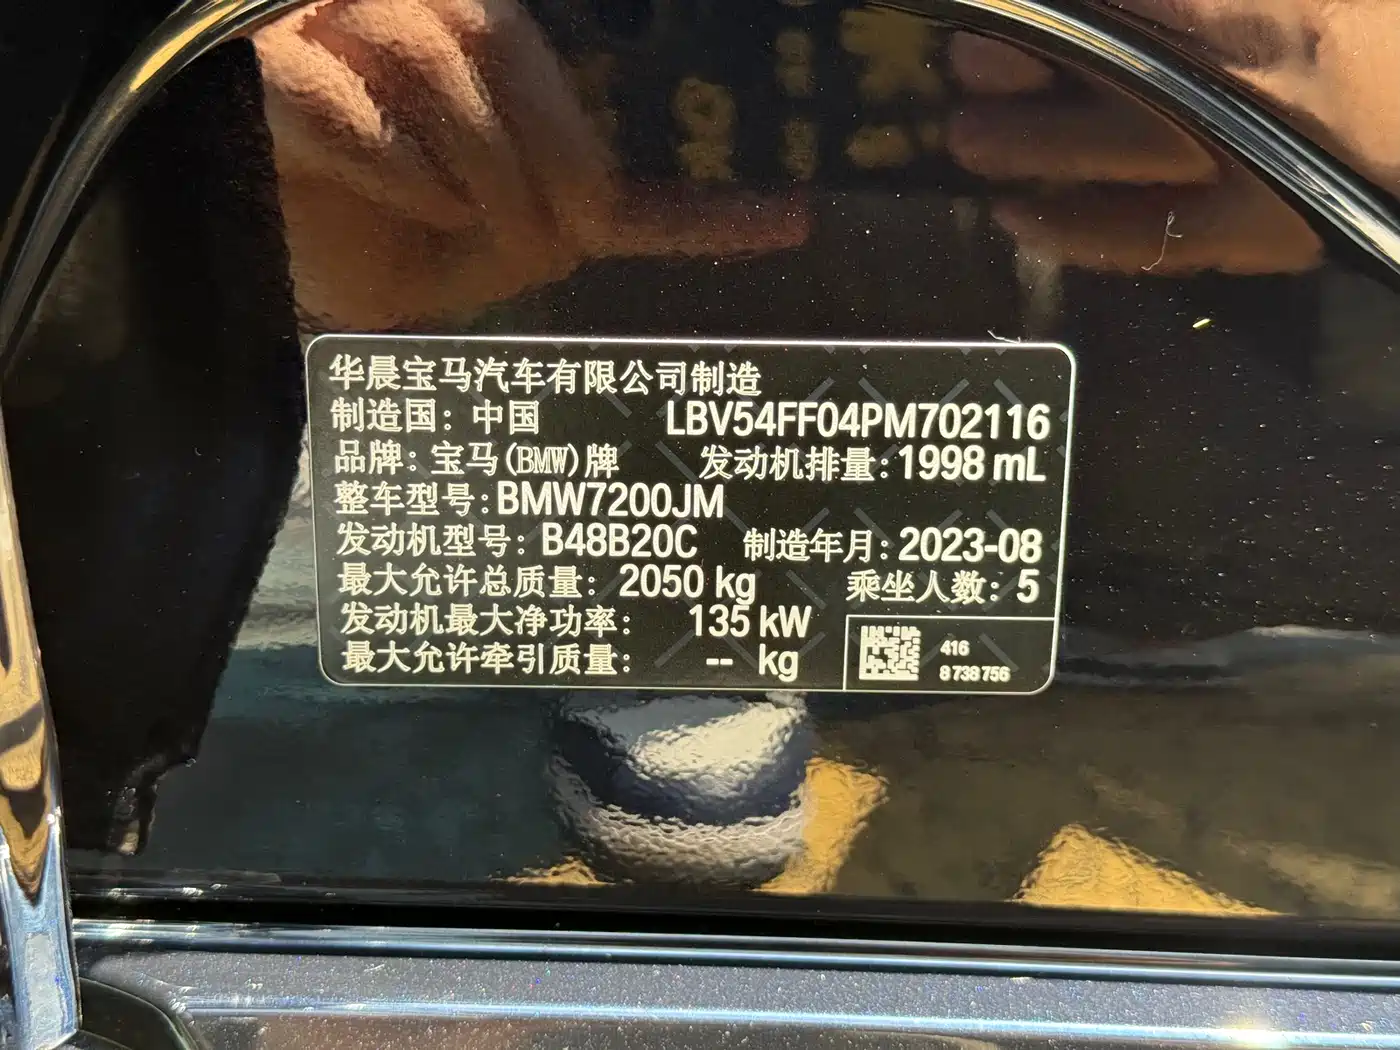 华晨宝马汽车有限公司制造
制造国：中国 LBV54FF04PM702116
品牌：宝马(BMW)牌 发动机排量：1998 mL
整车型号：BMW7200JM
发动机型号：B48B20C 制造年月：2023-08
最大允许总质量：2050 kg 乘坐人数：5
发动机最大净功率：135 kW
最大允许牵引质量：-- kg
416
8738756